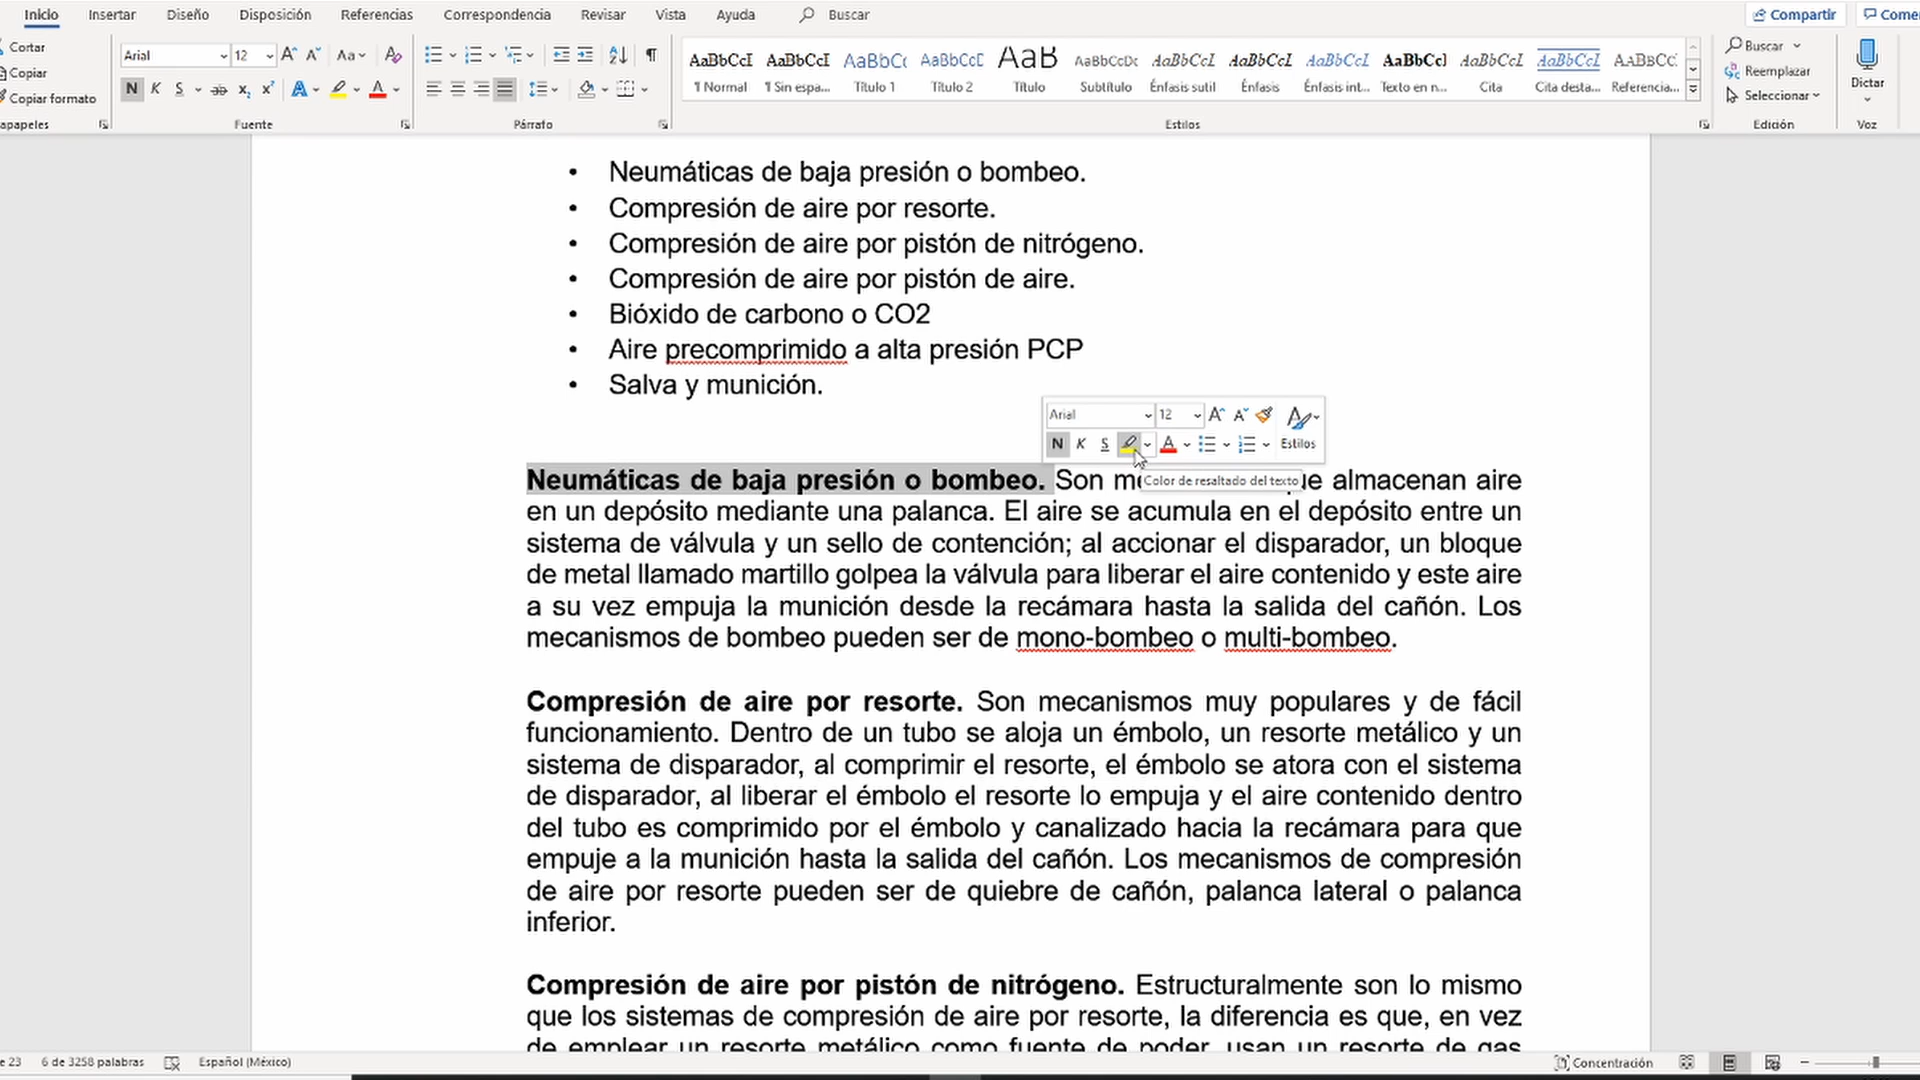 Inicio Insertar Diseño Disposición Referencias Correspondencia Revisar Vista Ayuda Buscar Compartir
Cortar
Copiar
Copiar formato
Arial 12 Aa
N K S ab x₂ x² A A
AaBbCcI AaBbCcI AaBbCc AaBbCcD AaB AaBbCcDc AaBbCcI AaBbCcI AaBbCcI AaBbCcI AaBbCcI AaBbCcI AaBbCc
¶ Normal ¶ Sin espa... Título 1 Título 2 Título Subtítulo Énfasis sutil Énfasis Énfasis int... Texto en n... Cita Cita desta... Referencia...
Buscar
Reemplazar
Seleccionar
Dictar
Fuente Párrafo Estilos Edición Voz
• Neumáticas de baja presión o bombeo.
• Compresión de aire por resorte.
• Compresión de aire por pistón de nitrógeno.
• Compresión de aire por pistón de aire.
• Bióxido de carbono o CO2
• Aire precomprimido a alta presión PCP
• Salva y munición.
Arial 12
N K S A Estilos
Color de resaltado del texto
Neumáticas de baja presión o bombeo. Son almacenan aire
en un depósito mediante una palanca. El aire se acumula en el depósito entre un
sistema de válvula y un sello de contención; al accionar el disparador, un bloque
de metal llamado martillo golpea la válvula para liberar el aire contenido y este aire
a su vez empuja la munición desde la recámara hasta la salida del cañón. Los
mecanismos de bombeo pueden ser de mono-bombeo o multi-bombeo.
Compresión de aire por resorte. Son mecanismos muy populares y de fácil
funcionamiento. Dentro de un tubo se aloja un émbolo, un resorte metálico y un
sistema de disparador, al comprimir el resorte, el émbolo se atora con el sistema
de disparador, al liberar el émbolo el resorte lo empuja y el aire contenido dentro
del tubo es comprimido por el émbolo y canalizado hacia la recámara para que
empuje a la munición hasta la salida del cañón. Los mecanismos de compresión
de aire por resorte pueden ser de quiebre de cañón, palanca lateral o palanca
inferior.
Compresión de aire por pistón de nitrógeno. Estructuralmente son lo mismo
que los sistemas de compresión de aire por resorte, la diferencia es que, en vez
de emplear un resorte metálico como fuente de poder, usan un resorte de gas
e 23 6 de 3258 palabras Español (México) Concentración